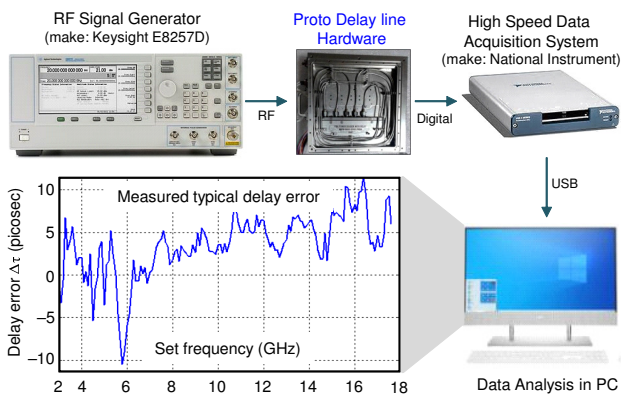 RF Signal Generator
(make: Keysight E8257D)
Proto Delay line
Hardware
High Speed Data
Acquisition System
(make: National Instrument)
RF
Digital
USB
Measured typical delay error
Delay error Δτ (picosec)
10
5
0
−5
−10
Set frequency (GHz)
2 4 6 8 10 12 14 16 18
Data Analysis in PC